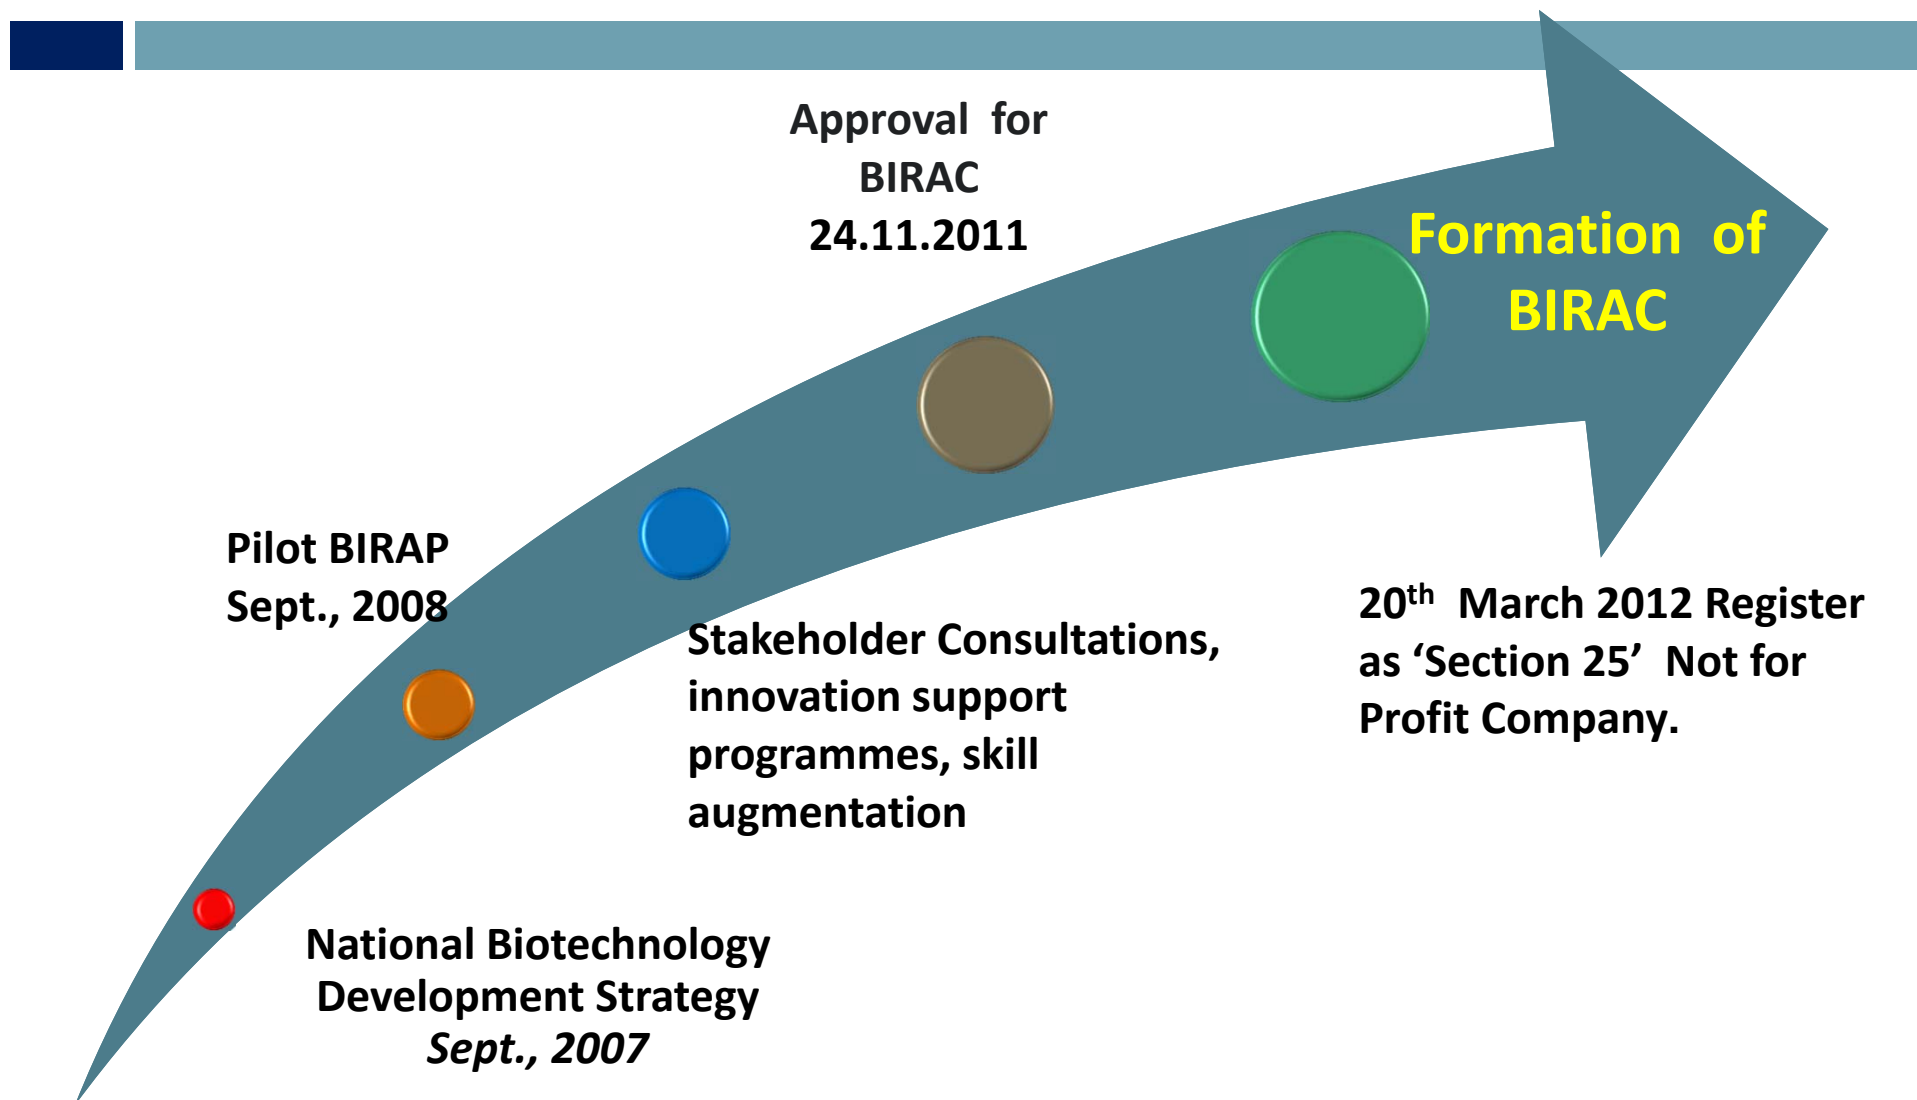 Approval for
BIRAC
24.11.2011
Formation of
BIRAC
Pilot BIRAP
Sept., 2008
Stakeholder Consultations,
innovation support
programmes, skill
augmentation
20th March 2012 Register
as ‘Section 25’ Not for
Profit Company.
National Biotechnology
Development Strategy
Sept., 2007